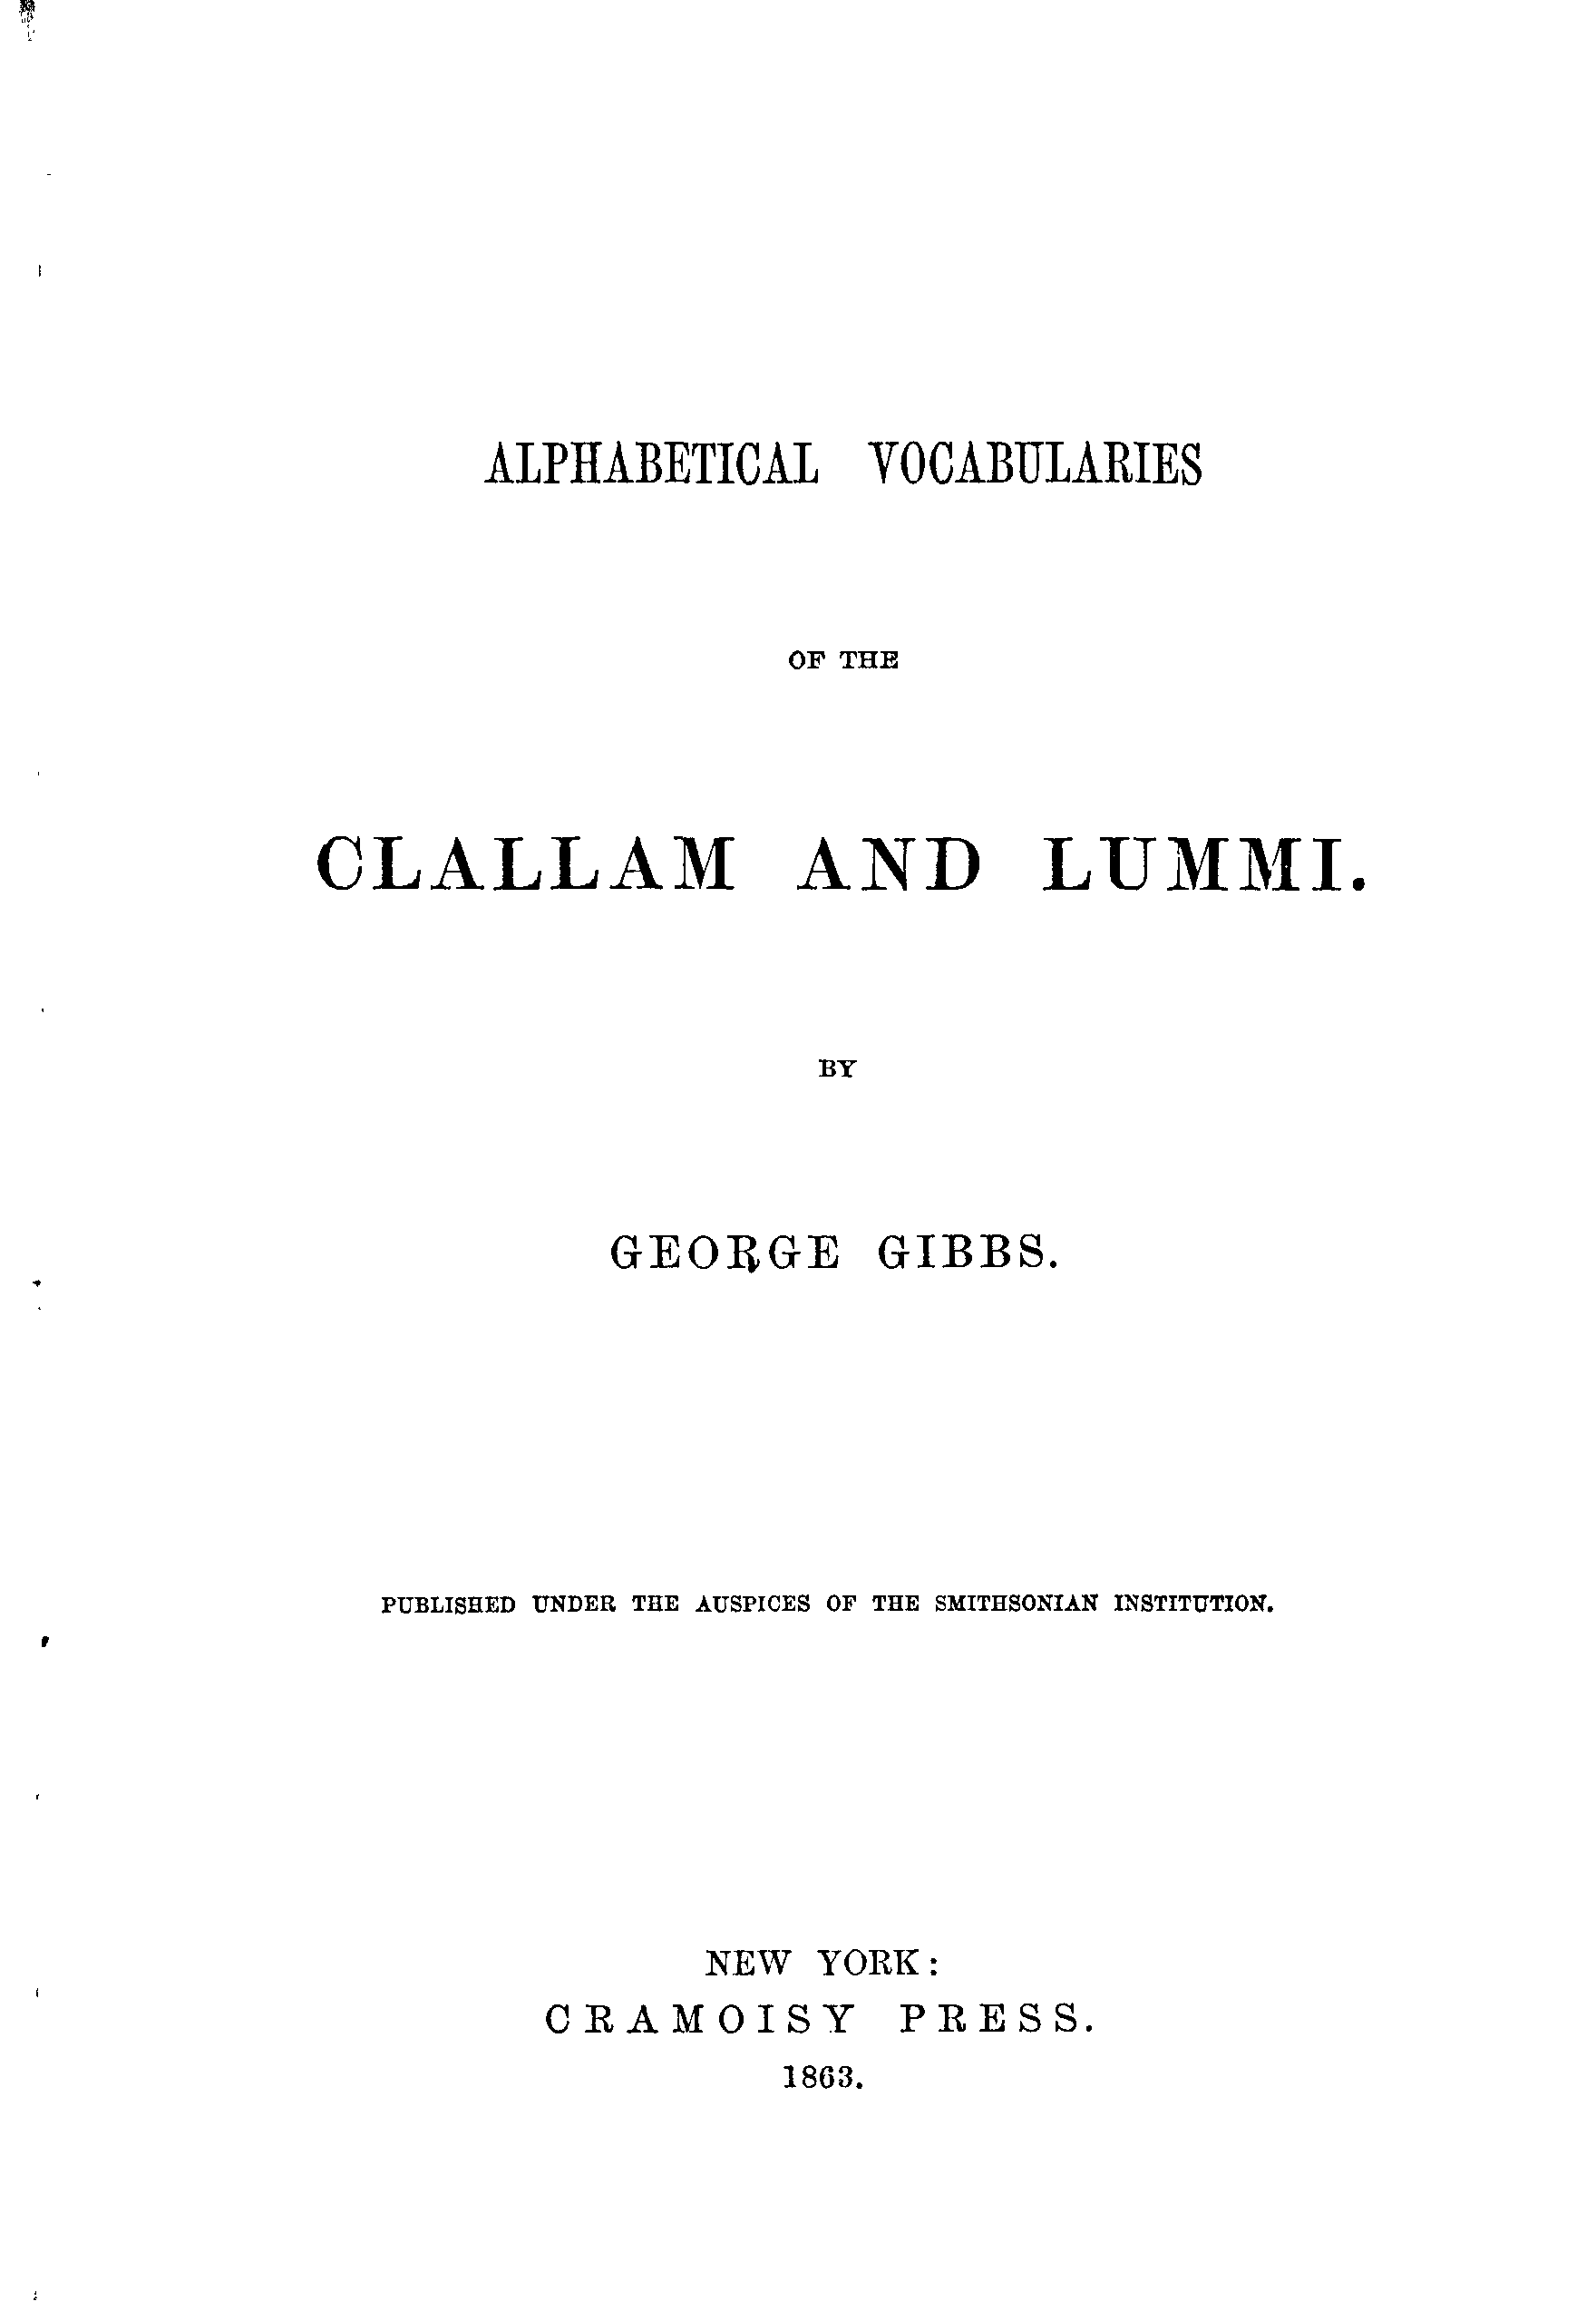 ALPHABETICAL VOCABULARIES
OF THE
CLALLAM AND LUMMI.
BY
GEORGE GIBBS.
PUBLISHED UNDER THE AUSPICES OF THE SMITHSONIAN INSTITUTION.
NEW YORK:
CRAMOISY PRESS.
1863.